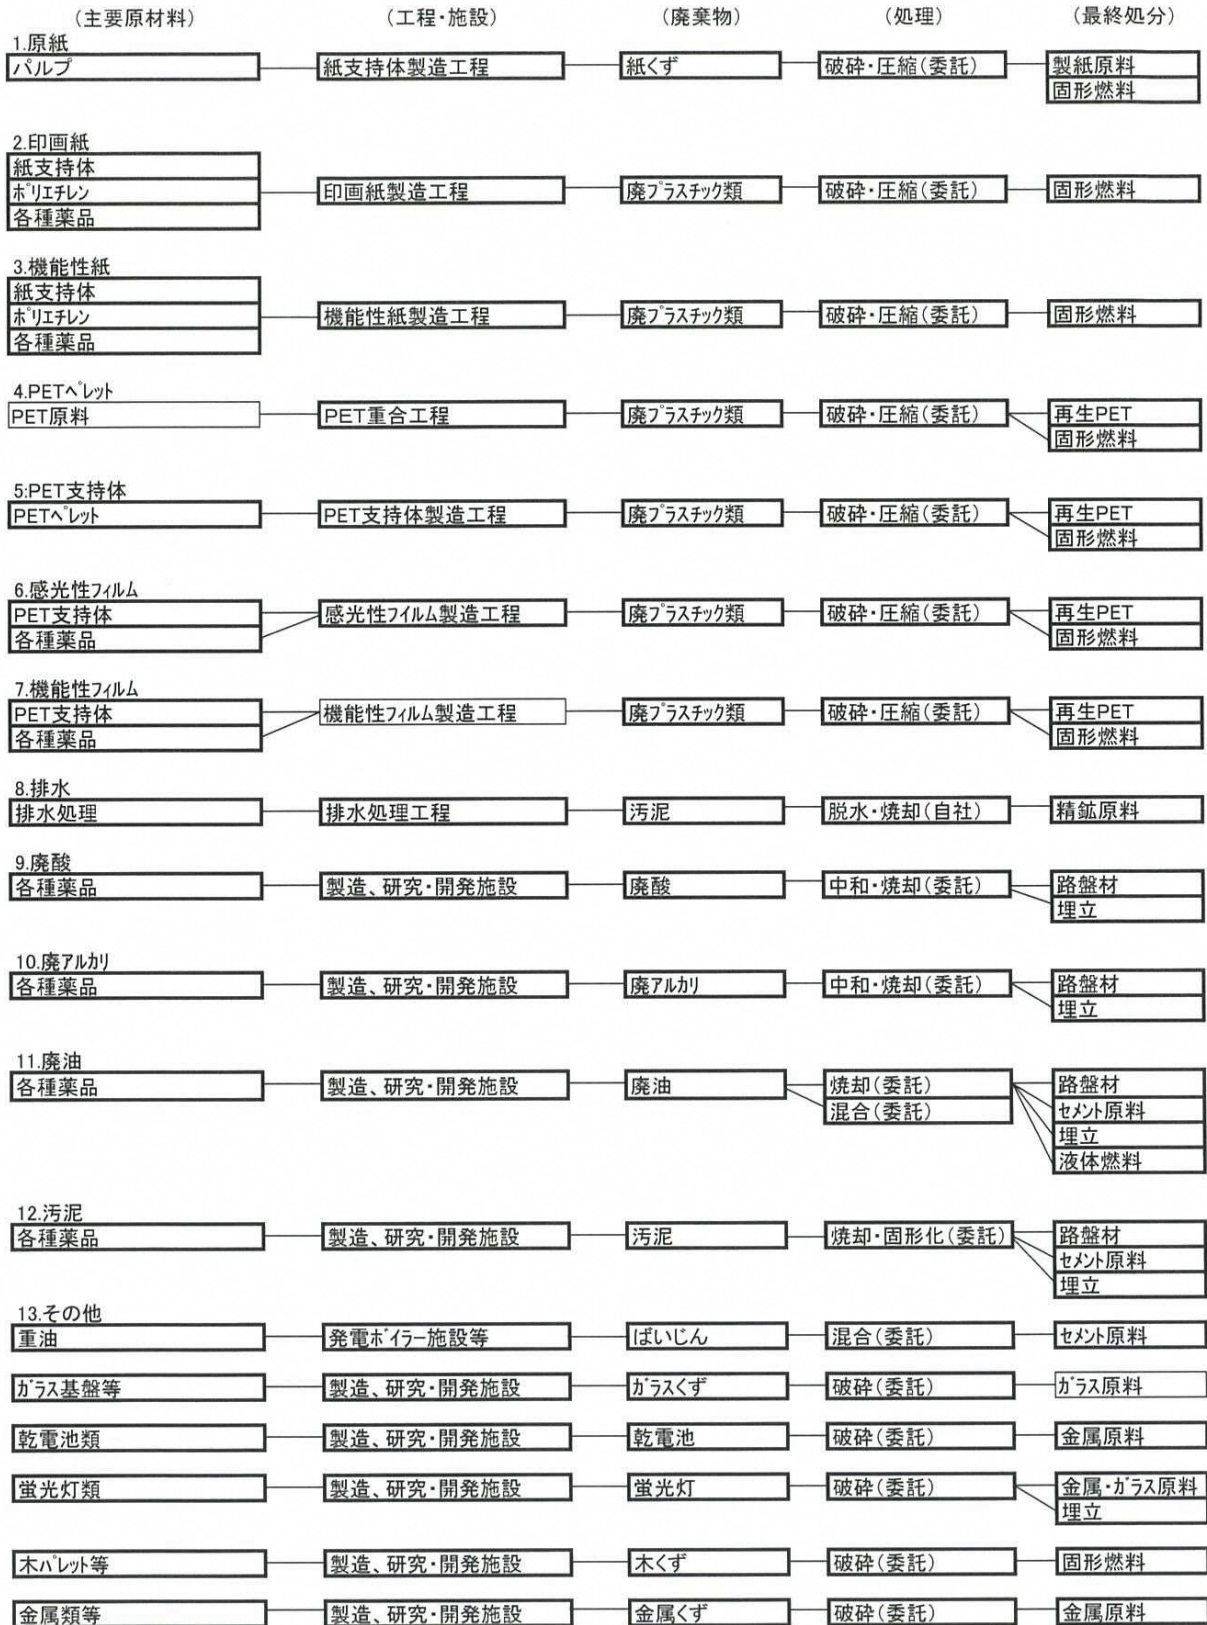 （主要原材料） （工程・施設） （廃棄物） （処理） （最終処分）
1.原紙
パルプ 紙支持体製造工程 紙くず 破砕・圧縮（委託） 製紙原料
固形燃料
2.印画紙
紙支持体
ポリエチレン 印画紙製造工程 廃プラスチック類 破砕・圧縮（委託） 固形燃料
各種薬品
3.機能性紙
紙支持体
ポリエチレン 機能性紙製造工程 廃プラスチック類 破砕・圧縮（委託） 固形燃料
各種薬品
4.PETペレット
PET原料 PET重合工程 廃プラスチック類 破砕・圧縮（委託） 再生PET
固形燃料
5:PET支持体
PETペレット PET支持体製造工程 廃プラスチック類 破砕・圧縮（委託） 再生PET
固形燃料
6.感光性フィルム
PET支持体 感光性フイルム製造工程 廃プラスチック類 破砕・圧縮（委託） 再生PET
各種薬品 固形燃料
7.機能性フィルム
PET支持体 機能性フィルム製造工程 廃プラスチック類 破砕・圧縮（委託） 再生PET
各種薬品 固形燃料
8.排水
排水処理 排水処理工程 汚泥 脱水・焼却（自社） 精鉱原料
9.廃酸
各種薬品 製造、研究・開発施設 廃酸 中和・焼却（委託） 路盤材
埋立
10.廃アルカリ
各種薬品 製造、研究・開発施設 廃アルカリ 中和・焼却（委託） 路盤材
埋立
11.廃油
各種薬品 製造、研究・開発施設 廃油 焼却（委託） 路盤材
混合（委託） セメント原料
埋立
液体燃料
12.汚泥
各種薬品 製造、研究・開発施設 汚泥 焼却・固形化（委託） 路盤材
セメント原料
埋立
13.その他
重油 発電ボイラー施設等 ばいじん 混合（委託） セメント原料
ガラス基盤等 製造、研究・開発施設 ガラスくず 破砕（委託） ガラス原料
乾電池類 製造、研究・開発施設 乾電池 破砕（委託） 金属原料
蛍光灯類 製造、研究・開発施設 蛍光灯 破砕（委託） 金属・ガラス原料
埋立
木パレット等 製造、研究・開発施設 木くず 破砕（委託） 固形燃料
金属類等 製造、研究・開発施設 金属くず 破砕（委託） 金属原料